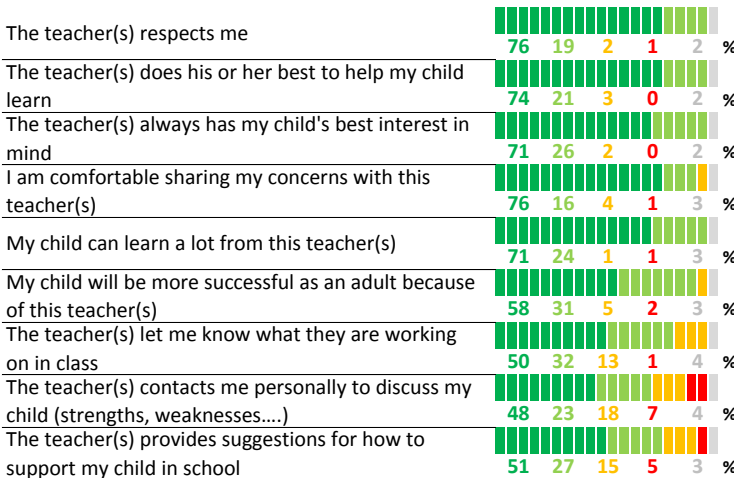 The teacher(s) respects me
76 19 2 1 2 %
The teacher(s) does his or her best to help my child
learn
74 21 3 0 2 %
The teacher(s) always has my child's best interest in
mind
71 26 2 0 2 %
I am comfortable sharing my concerns with this
teacher(s)
76 16 4 1 3 %
My child can learn a lot from this teacher(s)
71 24 1 1 3 %
My child will be more successful as an adult because
of this teacher(s)
58 31 5 2 3 %
The teacher(s) let me know what they are working
on in class
50 32 13 1 4 %
The teacher(s) contacts me personally to discuss my
child (strengths, weaknesses....)
48 23 18 7 4 %
The teacher(s) provides suggestions for how to
support my child in school
51 27 15 5 3 %